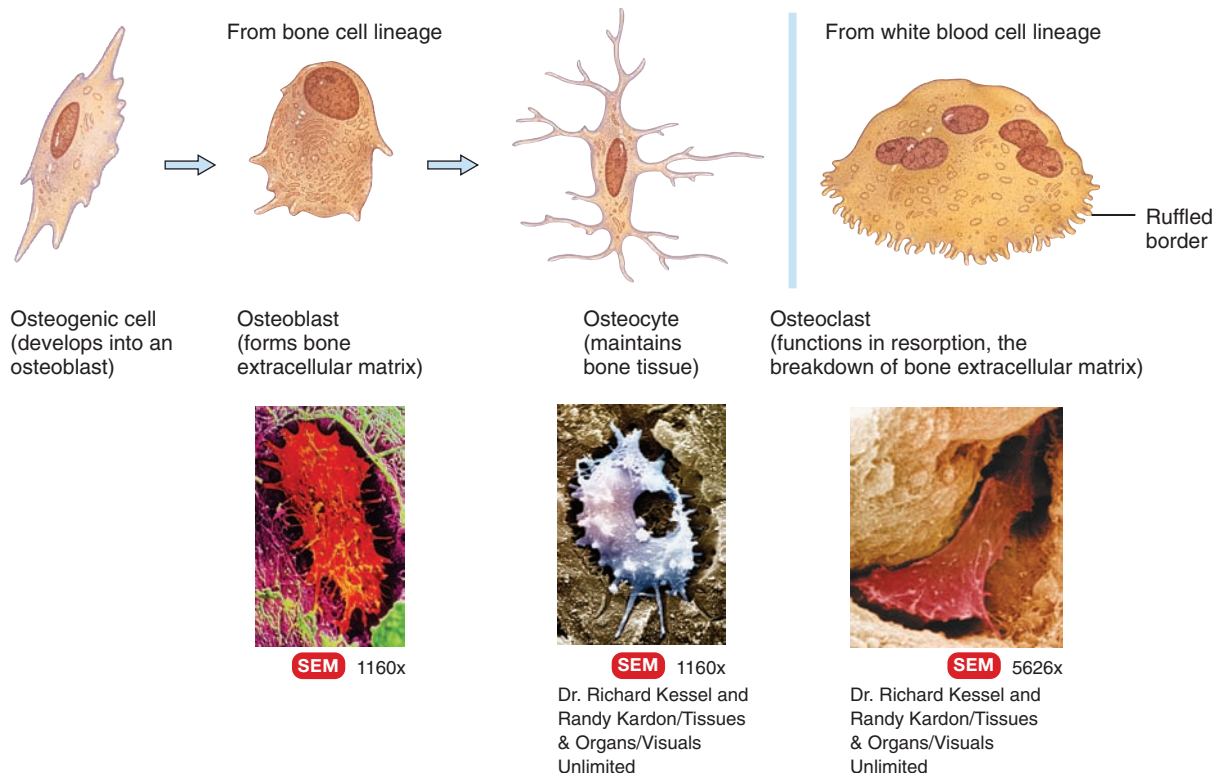 From bone cell lineage
From white blood cell lineage
Ruffled
border
Osteogenic cell
(develops into an
osteoblast)
Osteoblast
(forms bone
extracellular matrix)
Osteocyte
(maintains
bone tissue)
Osteoclast
(functions in resorption, the
breakdown of bone extracellular matrix)
SEM 1160x
SEM 1160x
Dr. Richard Kessel and
Randy Kardon/Tissues
& Organs/Visuals
Unlimited
SEM 5626x
Dr. Richard Kessel and
Randy Kardon/Tissues
& Organs/Visuals
Unlimited